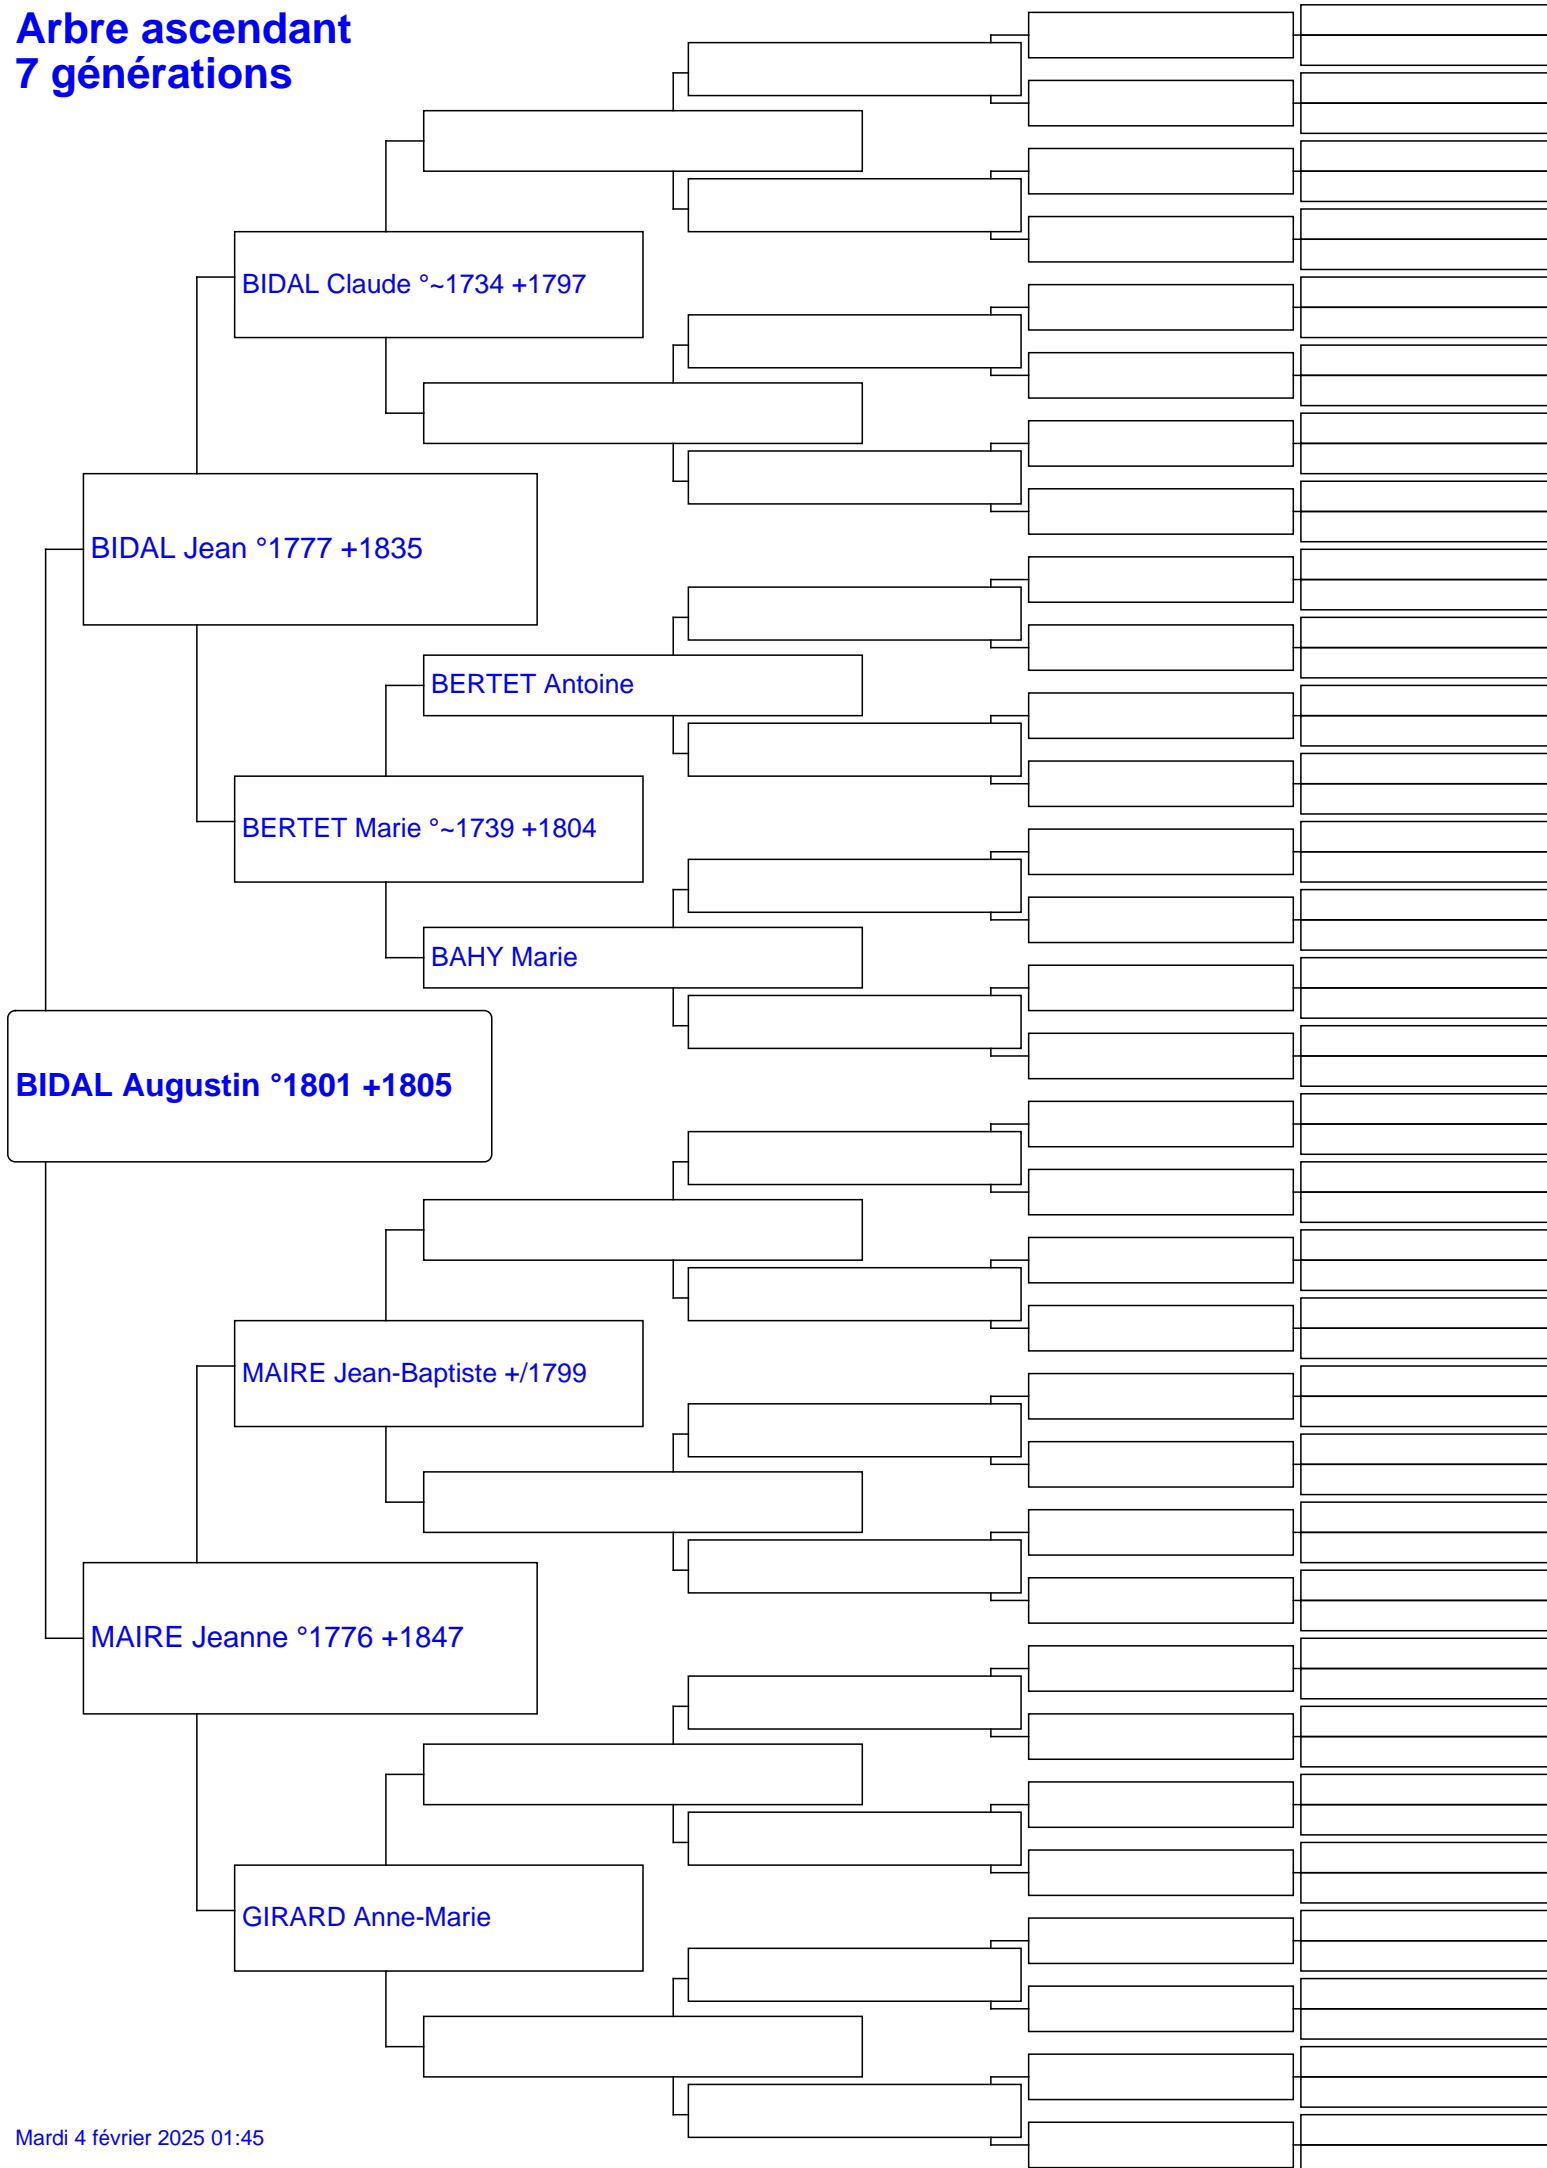 Arbre ascendant
7 générations
BIDAL Claude °~1734 +1797
BIDAL Jean °1777 +1835
BERTET Antoine
BERTET Marie °~1739 +1804
BAHY Marie
BIDAL Augustin °1801 +1805
MAIRE Jean-Baptiste +/1799
MAIRE Jeanne °1776 +1847
GIRARD Anne-Marie
Mardi 4 février 2025 01:45